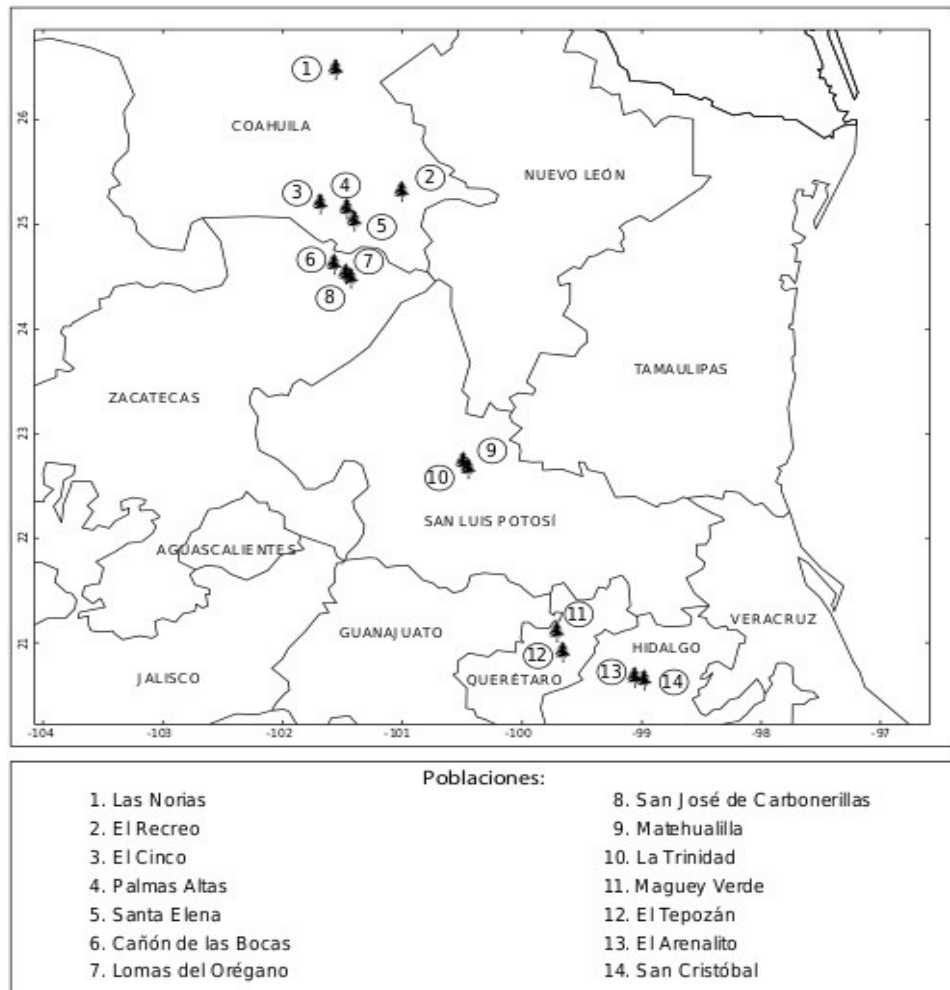 1
26
COAHUILA
2
NUEVO LEÓN
3
4
5
25
6
7
8
24
TAMAULIPAS
ZACATECAS
23
9
10
SAN LUIS POTOSÍ
22
AGUASCALIENTES
11
VERACRUZ
GUANAJUATO
21
12
HIDALGO
13
14
JALISCO
QUERÉTARO
-104 -103 -102 -101 -100 -99 -98 -97
Poblaciones:
1. Las Norias
2. El Recreo
3. El Cinco
4. Palmas Altas
5. Santa Elena
6. Cañón de las Bocas
7. Lomas del Orégano
8. San José de Carbonerillas
9. Matehualilla
10. La Trinidad
11. Maguey Verde
12. El Tepozán
13. El Arenalito
14. San Cristóbal